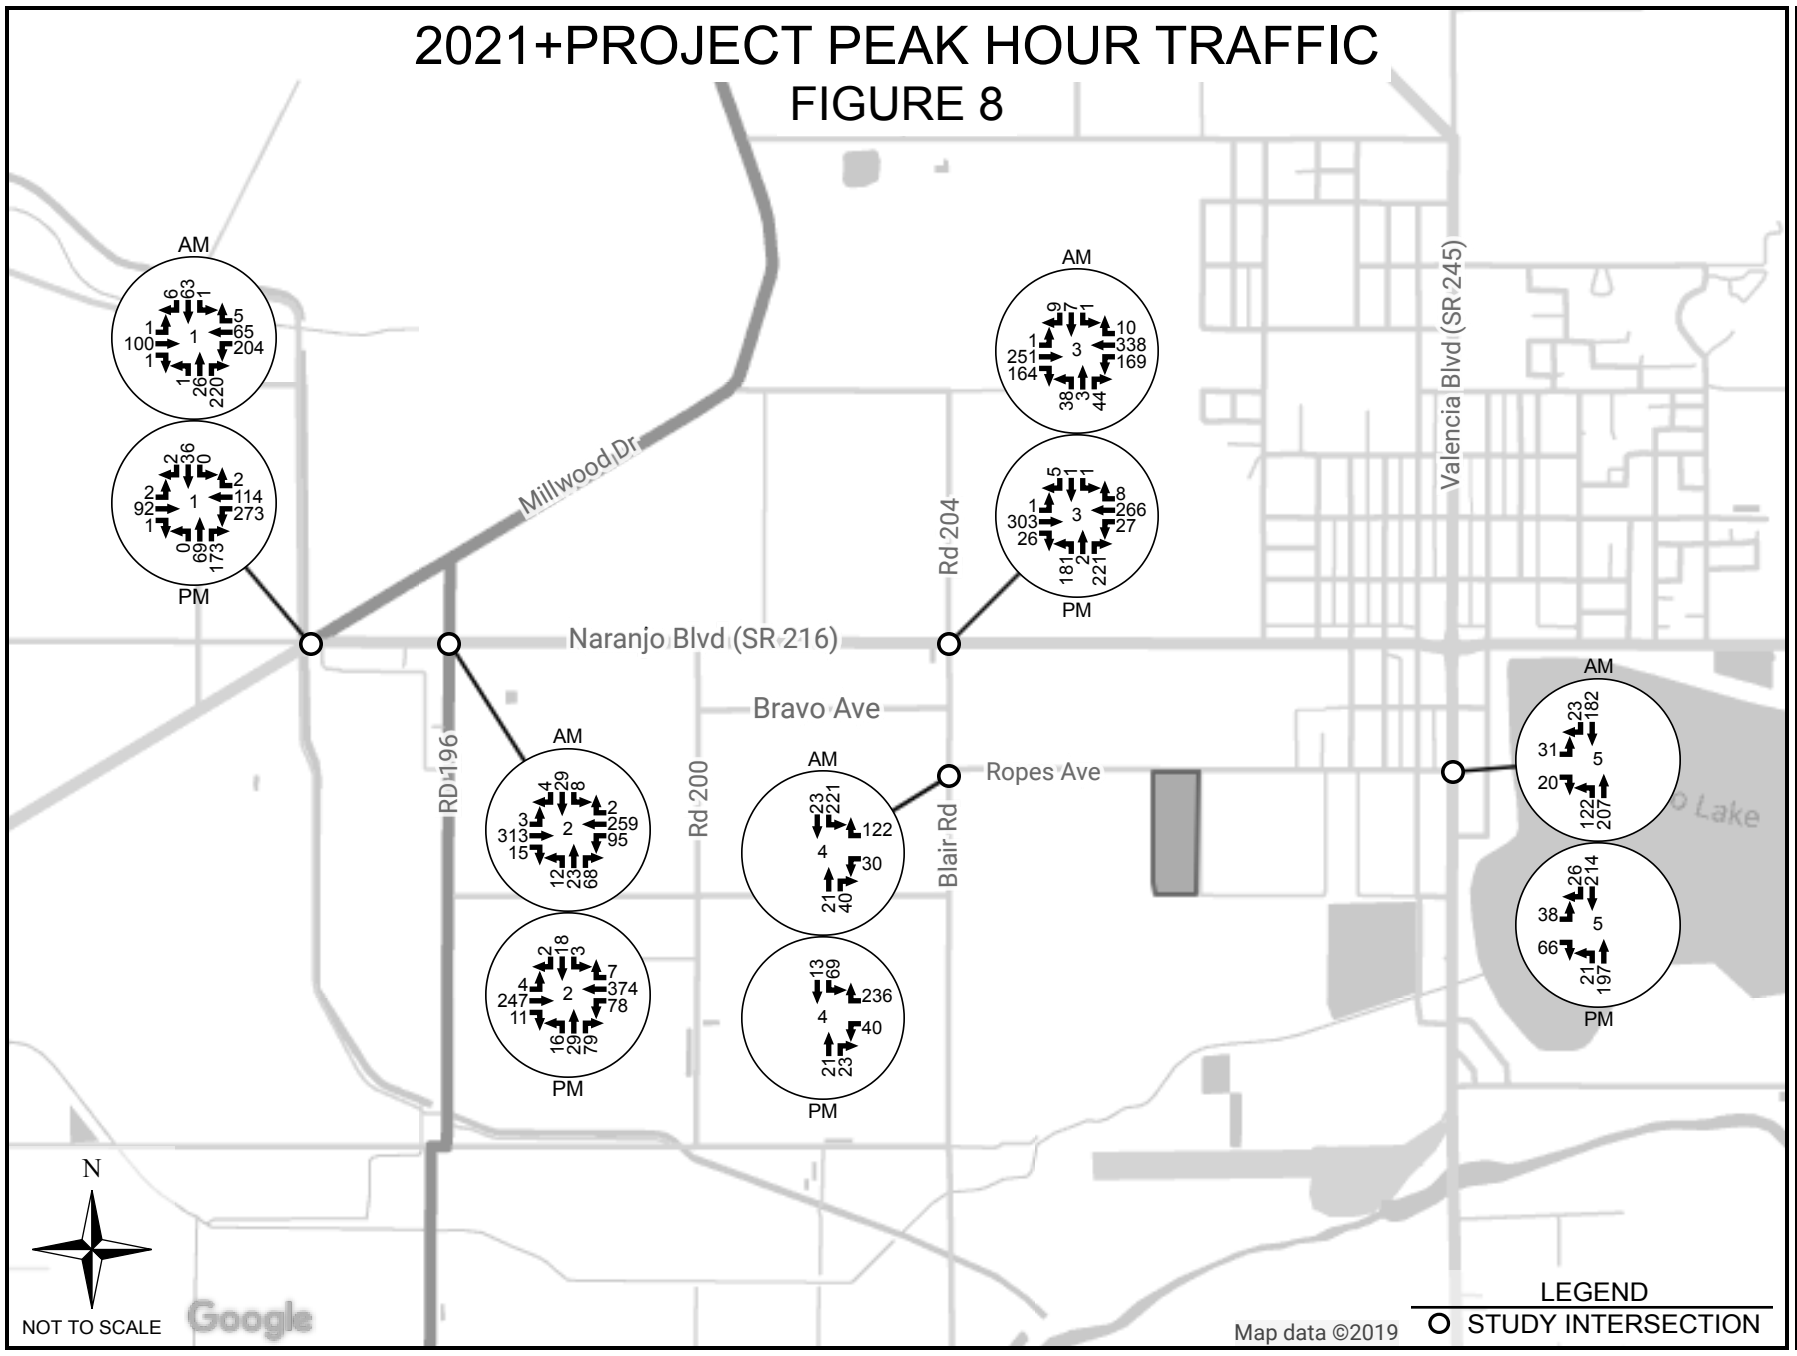 2021+PROJECT PEAK HOUR TRAFFIC
FIGURE 8
AM
6 63 1
1 5
100 1 65
1 204
1 26 220
2 36 0
2 2
92 1 114
1 273
0 69 173
PM
AM
9 7 1
1 10
251 3 338
164 169
38 3 44
5 1 1
1 8
303 3 266
26 27
181 2 221
PM
Valencia Blvd (SR 245)
Millwood Dr
Rd 204
Naranjo Blvd (SR 216)
Bravo Ave
Ropes Ave
RD 196
Rd 200
Blair Rd
AM
4 29 8
3 2
313 2 259
15 95
12 23 68
2 18 3
4 7
247 2 374
11 78
16 29 79
PM
AM
23 221
122
4
30
21 40
13 69
236
4
40
21 23
PM
AM
23 182
31
5
20
122 207
26 214
38
5
66
21 197
PM
o Lake
N
NOT TO SCALE
Google
Map data ©2019
LEGEND
STUDY INTERSECTION